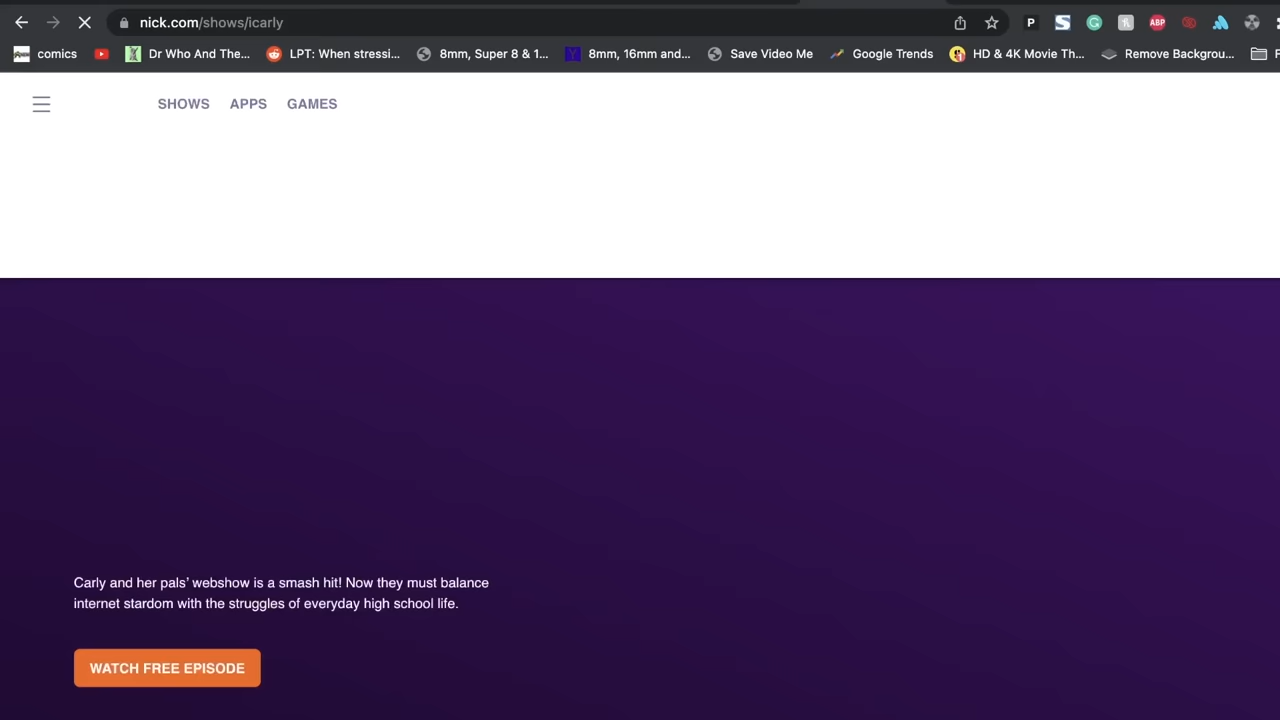 nick.com/shows/icarly
P
S
ABP
comics
Dr Who And The...
LPT: When stressi...
8mm, Super 8 & 1...
8mm, 16mm and...
Save Video Me
Google Trends
HD & 4K Movie Th...
Remove Backgrou...
SHOWS APPS GAMES
Carly and her pals’ webshow is a smash hit! Now they must balance
internet stardom with the struggles of everyday high school life.
WATCH FREE EPISODE